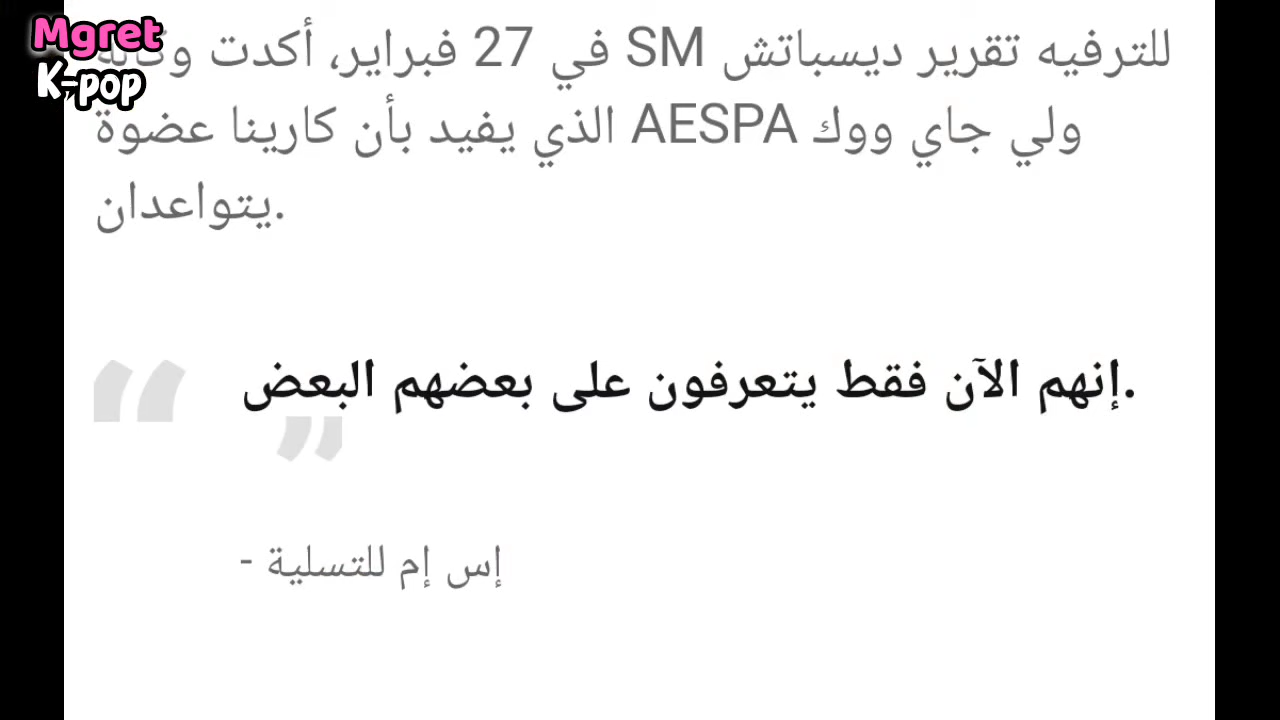 Mgret
K-pop
للترفيه تقرير ديسباتش SM في 27 فبراير، أكدت وكالة
ولي جاي ووك AESPA الذي يفيد بأن كارينا عضوة
.يتواعدان
“ .إنهم الآن فقط يتعرفون على بعضهم البعض ”
- إس إم للتسلية